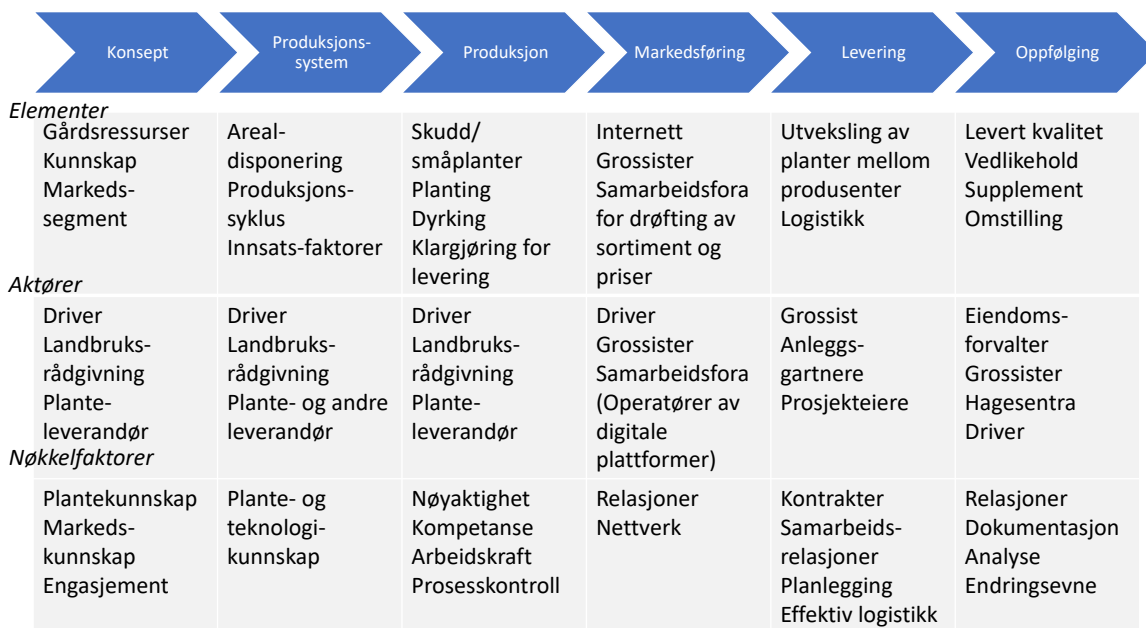 Konsept
Produksjons-
system
Produksjon
Markedsføring
Levering
Oppfølging
Elementer
Gårdsressurser
Kunnskap
Markeds-
segment
Areal-
disponering
Produksjons-
syklus
Innsats-faktorer
Skudd/
småplanter
Planting
Dyrking
Klargjøring for
levering
Internett
Grossister
Samarbeidsfora
for drøfting av
sortiment og
priser
Utveksling av
planter mellom
produsenter
Logistikk
Levert kvalitet
Vedlikehold
Supplement
Omstilling
Aktører
Driver
Landbruks-
rådgivning
Plante-
leverandør
Driver
Landbruks-
rådgivning
Plante- og andre
leverandør
Driver
Landbruks-
rådgivning
Plante-
leverandør
Driver
Grossister
Samarbeidsfora
(Operatører av
digitale
plattformer)
Grossist
Anleggs-
gartnere
Prosjekteiere
Eiendoms-
forvalter
Grossister
Hagesentra
Driver
Nøkkelfaktorer
Plantekunnskap
Markeds-
kunnskap
Engasjement
Plante- og
teknologi-
kunnskap
Nøyaktighet
Kompetanse
Arbeidskraft
Prosesskontroll
Relasjoner
Nettverk
Kontrakter
Samarbeids-
relasjoner
Planlegging
Effektiv logistikk
Relasjoner
Dokumentasjon
Analyse
Endringsevne